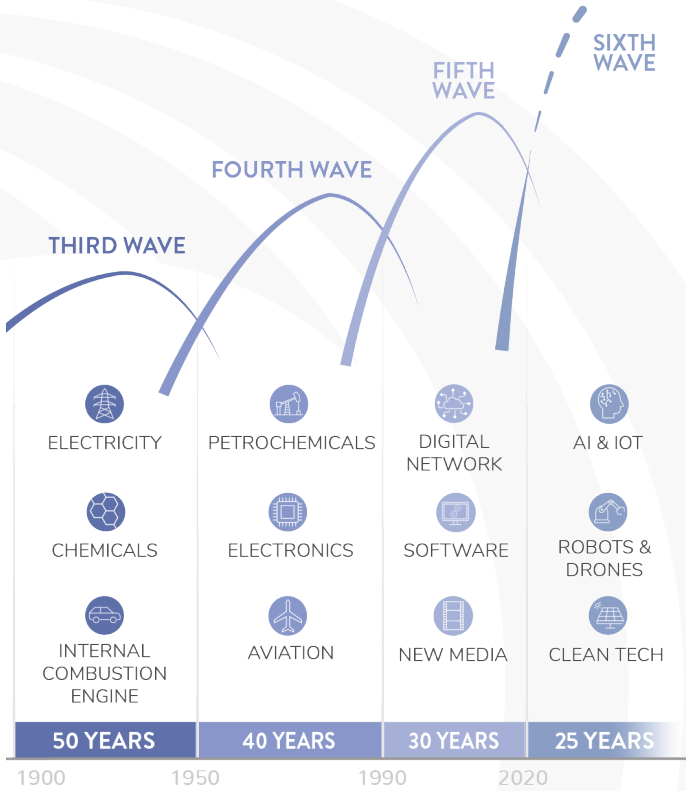 SIXTH
WAVE
FIFTH
WAVE
FOURTH WAVE
THIRD WAVE
ELECTRICITY
PETROCHEMICALS
DIGITAL
NETWORK
AI & IOT
CHEMICALS
ELECTRONICS
SOFTWARE
ROBOTS &
DRONES
INTERNAL
COMBUSTION
ENGINE
AVIATION
NEW MEDIA
CLEAN TECH
50 YEARS
40 YEARS
30 YEARS
25 YEARS
1900
1950
1990
2020